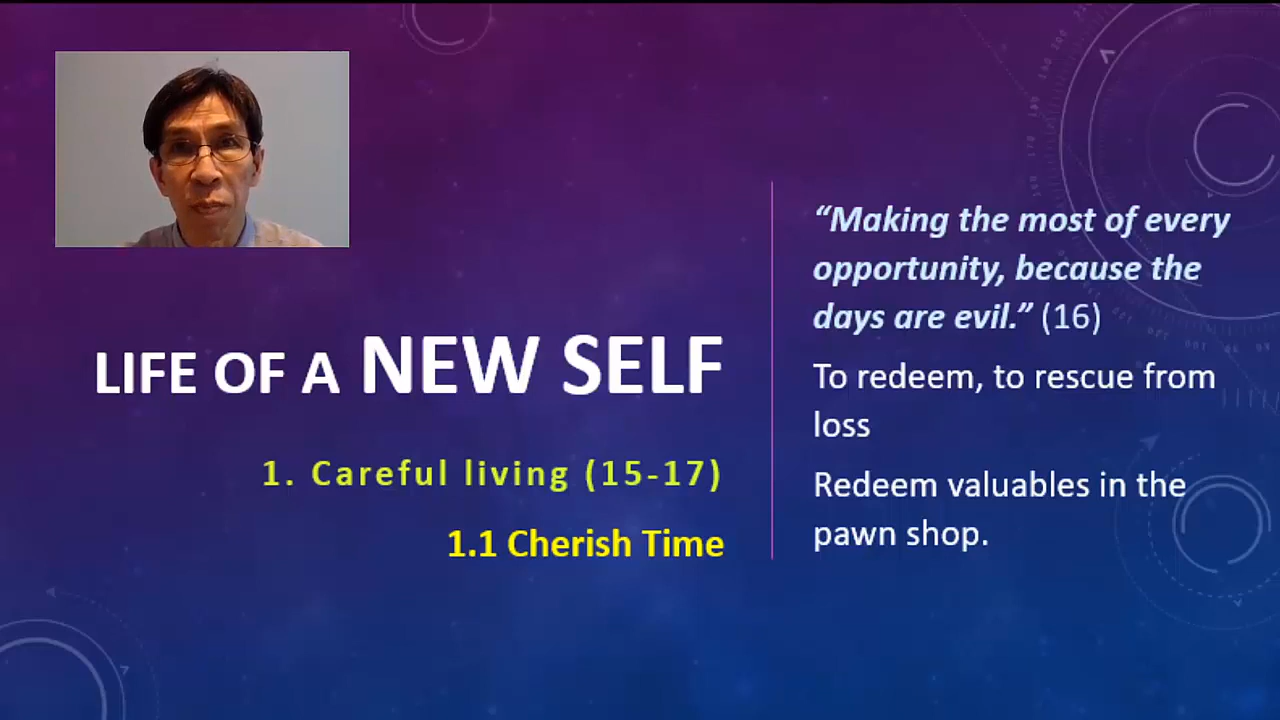 LIFE OF A NEW SELF
1. Careful living (15-17)
1.1 Cherish Time
“Making the most of every
opportunity, because the
days are evil.” (16)
To redeem, to rescue from
loss
Redeem valuables in the
pawn shop.